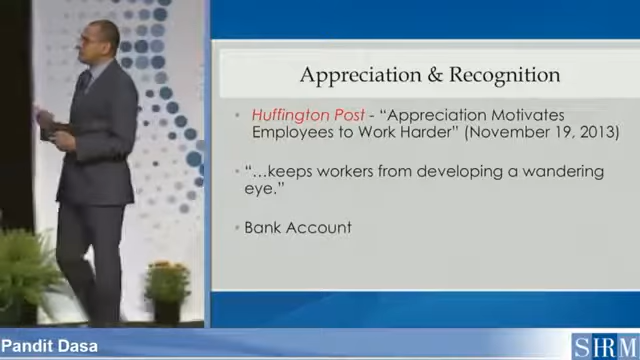 Appreciation & Recognition
• Huffington Post - “Appreciation Motivates
Employees to Work Harder” (November 19, 2013)
• “…keeps workers from developing a wandering
eye.”
• Bank Account
Pandit Dasa
SHRM